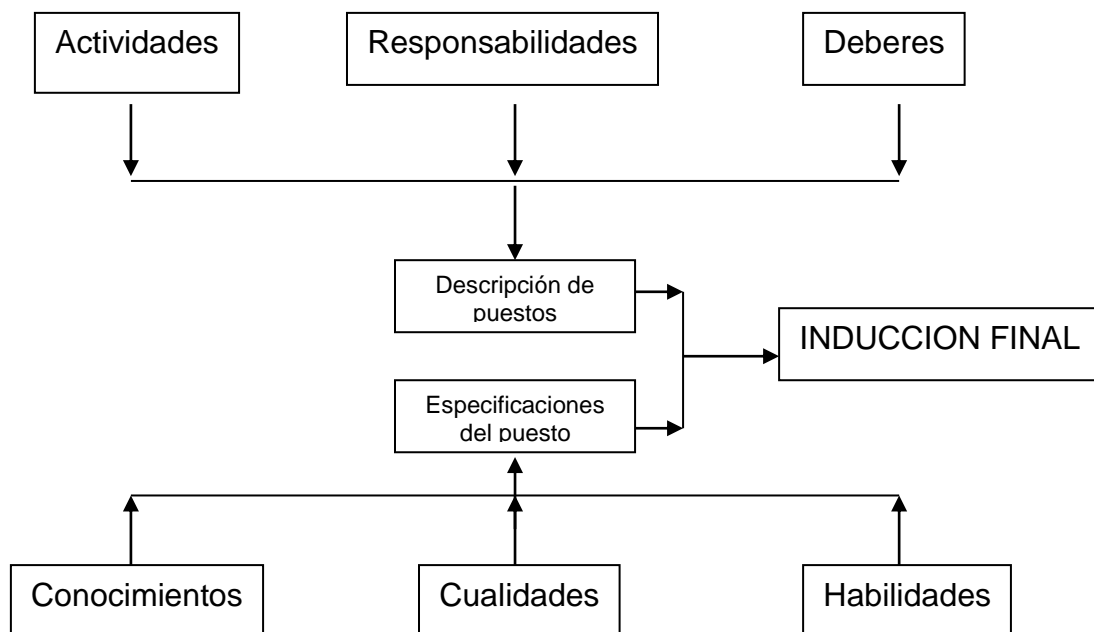 Actividades
Responsabilidades
Deberes
Descripción de
puestos
INDUCCION FINAL
Especificaciones
del puesto
Conocimientos
Cualidades
Habilidades